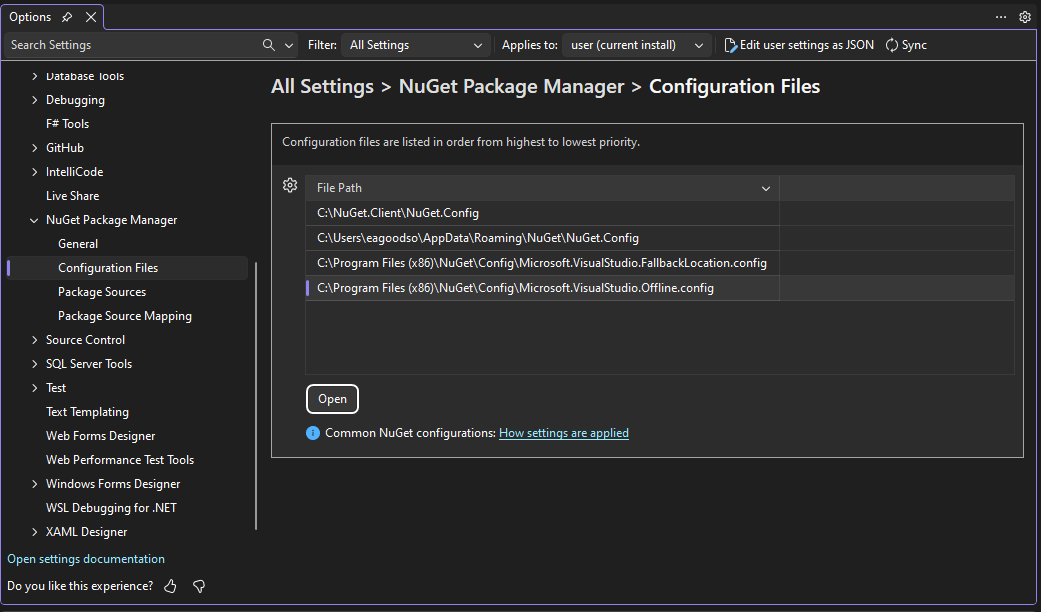 Options
Search Settings
Filter: All Settings
Applies to: user (current install)
Edit user settings as JSON
Sync
Database Tools
Debugging
F# Tools
GitHub
IntelliCode
Live Share
NuGet Package Manager
General
Configuration Files
Package Sources
Package Source Mapping
Source Control
SQL Server Tools
Test
Text Templating
Web Forms Designer
Web Performance Test Tools
Windows Forms Designer
WSL Debugging for .NET
XAML Designer
Open settings documentation
Do you like this experience?
All Settings > NuGet Package Manager > Configuration Files
Configuration files are listed in order from highest to lowest priority.
File Path
C:\NuGet.Client\NuGet.Config
C:\Users\eagoodso\AppData\Roaming\NuGet\NuGet.Config
C:\Program Files (x86)\NuGet\Config\Microsoft.VisualStudio.FallbackLocation.config
C:\Program Files (x86)\NuGet\Config\Microsoft.VisualStudio.Offline.config
Open
Common NuGet configurations: How settings are applied